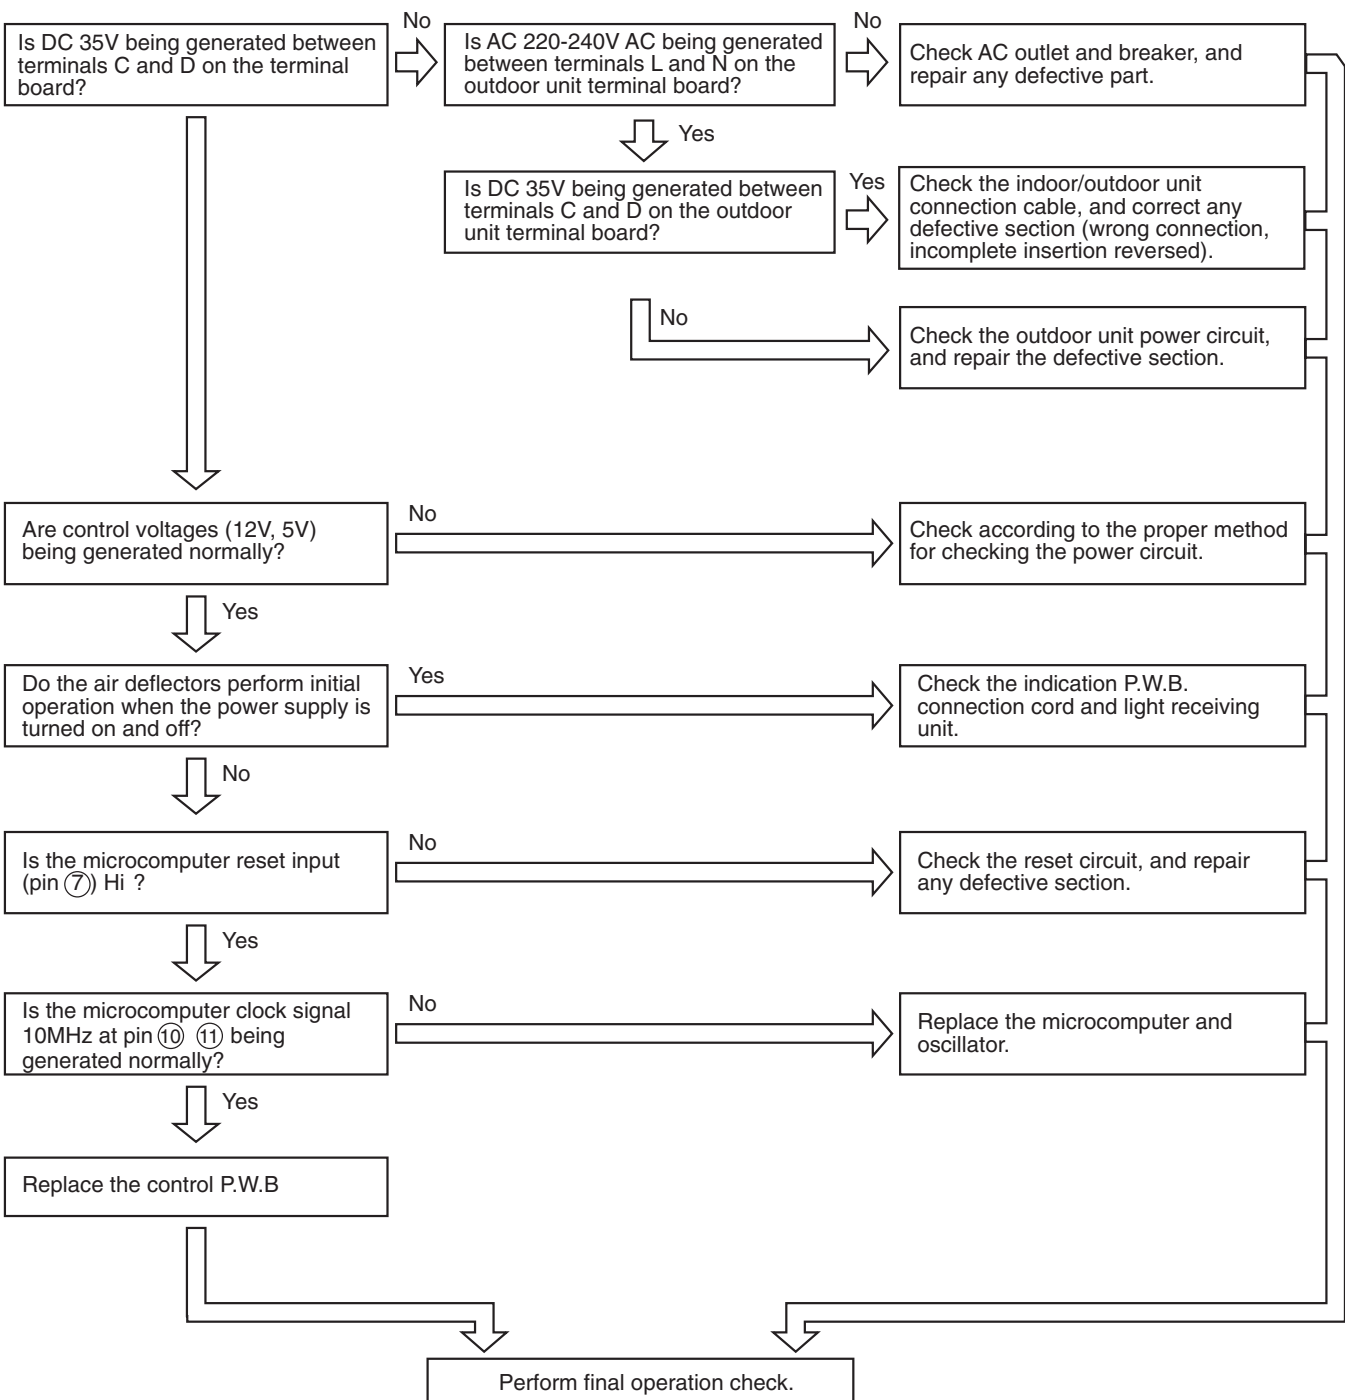 Is DC 35V being generated between
terminals C and D on the terminal
board?
No
Is AC 220-240V AC being generated
between terminals L and N on the
outdoor unit terminal board?
No
Check AC outlet and breaker, and
repair any defective part.
Yes
Is DC 35V being generated between
terminals C and D on the outdoor
unit terminal board?
Yes
Check the indoor/outdoor unit
connection cable, and correct any
defective section (wrong connection,
incomplete insertion reversed).
No
Check the outdoor unit power circuit,
and repair the defective section.
Are control voltages (12V, 5V)
being generated normally?
No
Check according to the proper method
for checking the power circuit.
Yes
Do the air deflectors perform initial
operation when the power supply is
turned on and off?
Yes
Check the indication P.W.B.
connection cord and light receiving
unit.
No
Is the microcomputer reset input
(pin ⑦) Hi ?
No
Check the reset circuit, and repair
any defective section.
Yes
Is the microcomputer clock signal
10MHz at pin ⑩ ⑪ being
generated normally?
No
Replace the microcomputer and
oscillator.
Yes
Replace the control P.W.B
Perform final operation check.